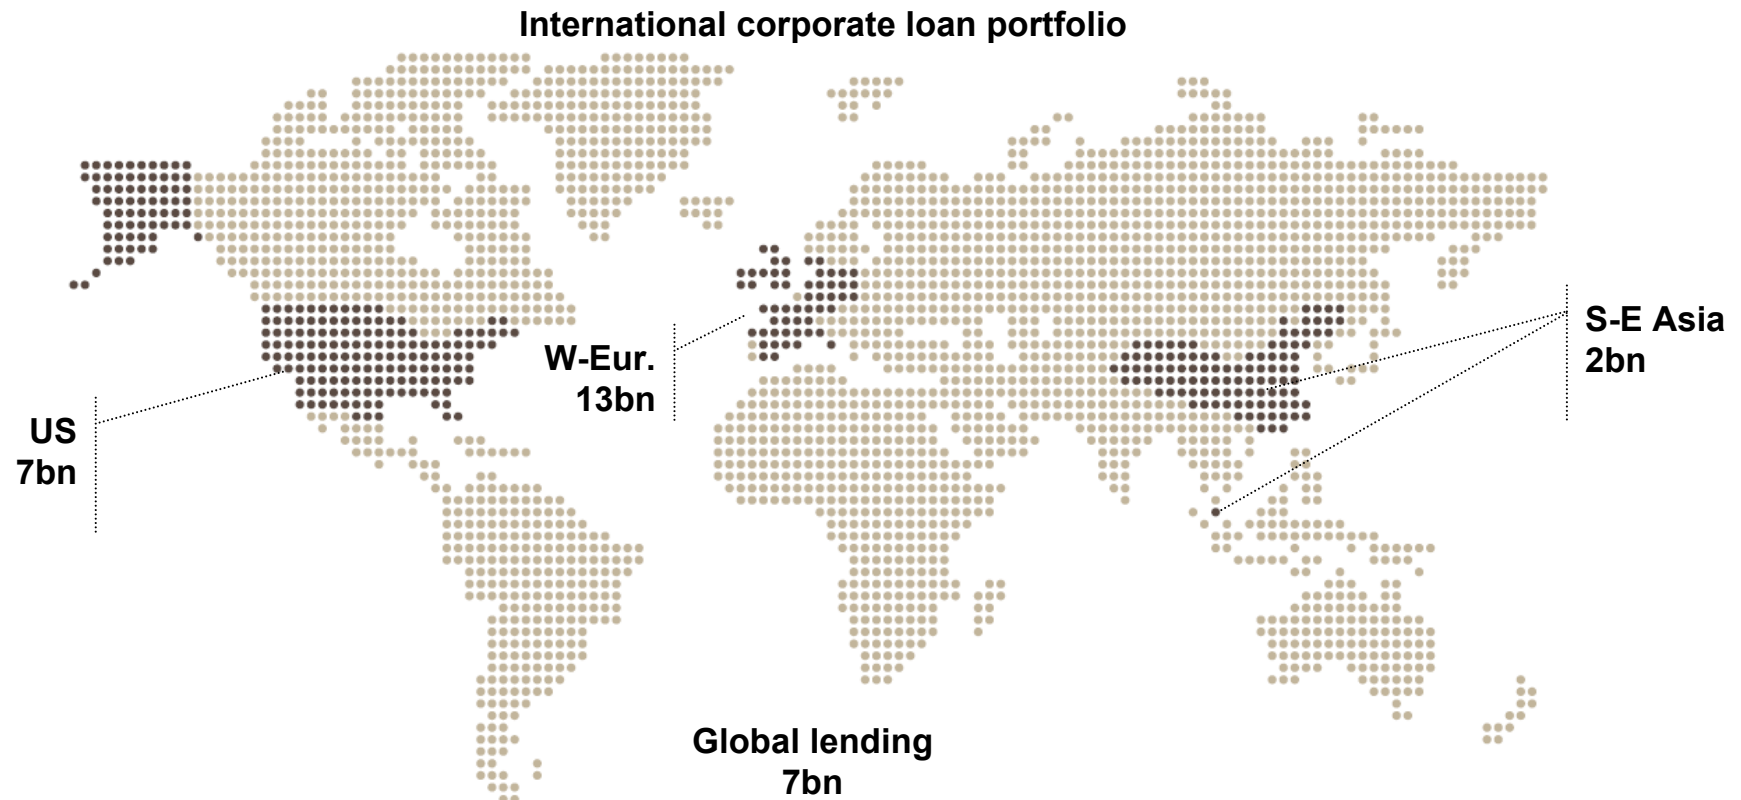 International corporate loan portfolio
US
7bn
W-Eur.
13bn
S-E Asia
2bn
Global lending
7bn